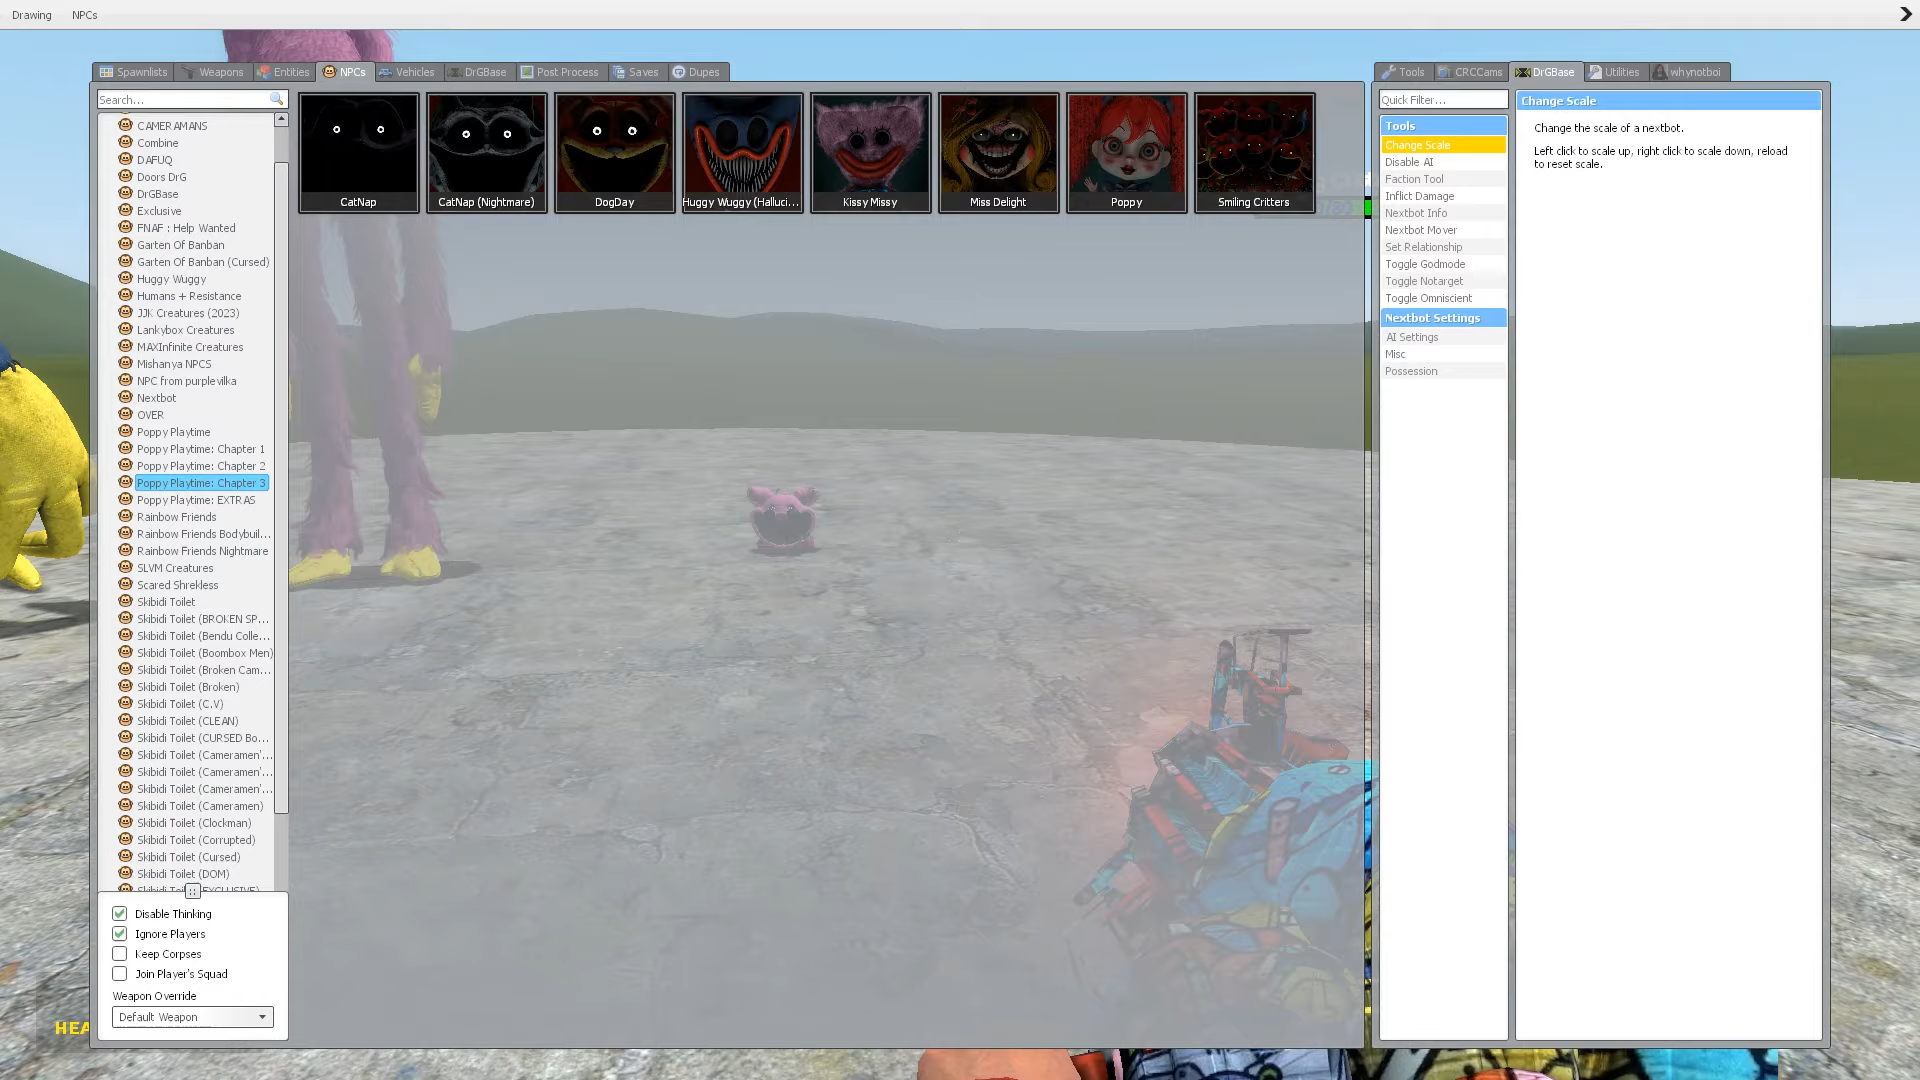 Drawing NPCs
Spawnlists Weapons Entities NPCs Vehicles DrGBase Post Process Saves Dupes
Tools CRCCams DrGBase Utilities whynotboi
Search...
CAMERAMANS
Combine
DAFUQ
Doors DrG
DrGBase
Exclusive
FNAF : Help Wanted
Garten Of Banban
Garten Of Banban (Cursed)
Huggy Wuggy
Humans + Resistance
JJK Creatures (2023)
Lankybox Creatures
MAXInfinite Creatures
Mishanya NPCS
NPC from purplevilka
Nextbot
OVER
Poppy Playtime
Poppy Playtime: Chapter 1
Poppy Playtime: Chapter 2
Poppy Playtime: Chapter 3
Poppy Playtime: EXTRAS
Rainbow Friends
Rainbow Friends Bodybuil...
Rainbow Friends Nightmare
SLVM Creatures
Scared Shrekless
Skibidi Toilet
Skibidi Toilet (BROKEN SP...
Skibidi Toilet (Bendu Colle...
Skibidi Toilet (Boombox Men)
Skibidi Toilet (Broken Cam...
Skibidi Toilet (Broken)
Skibidi Toilet (C.V)
Skibidi Toilet (CLEAN)
Skibidi Toilet (CURSED Bo...
Skibidi Toilet (Cameramen'...
Skibidi Toilet (Cameramen'...
Skibidi Toilet (Cameramen'...
Skibidi Toilet (Cameramen)
Skibidi Toilet (Clockman)
Skibidi Toilet (Corrupted)
Skibidi Toilet (Cursed)
Skibidi Toilet (DOM)
Disable Thinking
Ignore Players
Keep Corpses
Join Player's Squad
Weapon Override
Default Weapon
HEA
CatNap
CatNap (Nightmare)
DogDay
Huggy Wuggy (Halluci...
Kissy Missy
Miss Delight
Poppy
Smiling Critters
Quick Filter...
Tools
Change Scale
Disable AI
Faction Tool
Inflict Damage
Nextbot Info
Nextbot Mover
Set Relationship
Toggle Godmode
Toggle Notarget
Toggle Omniscient
Nextbot Settings
AI Settings
Misc
Possession
Change Scale
Change the scale of a nextbot.
Left click to scale up, right click to scale down, reload
to reset scale.